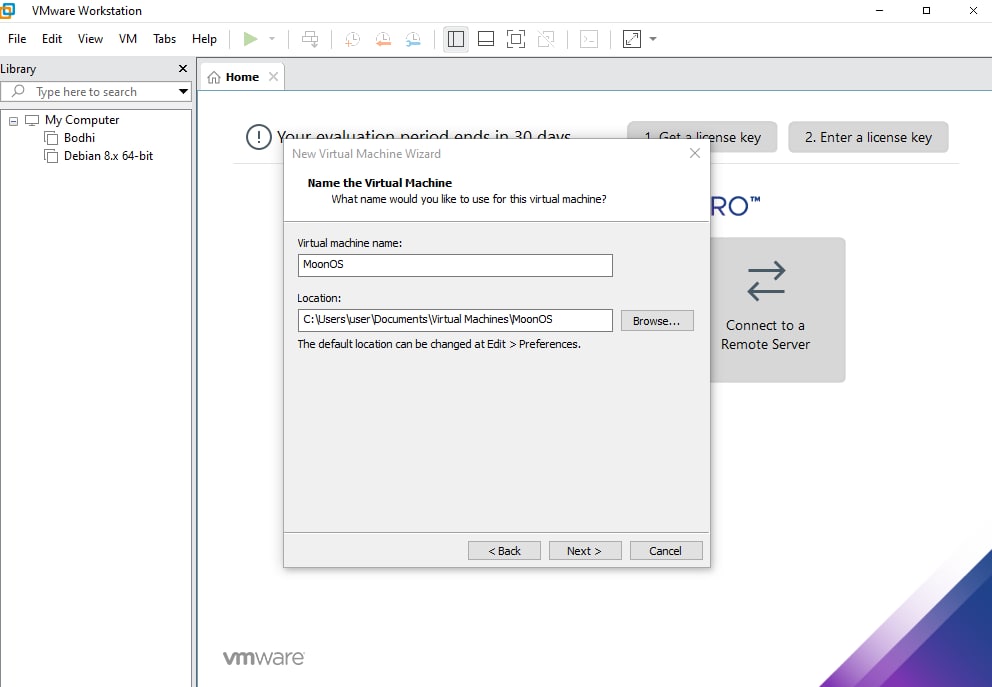 VMware Workstation
File Edit View VM Tabs Help
Library
Type here to search
My Computer
Bodhi
Debian 8.x 64-bit
Home
Your evaluation period ends in 30 days
1. Get a license key
2. Enter a license key
New Virtual Machine Wizard
Name the Virtual Machine
What name would you like to use for this virtual machine?
Virtual machine name:
MoonOS
Location:
C:\Users\user\Documents\Virtual Machines\MoonOS
Browse...
The default location can be changed at Edit > Preferences.
< Back
Next >
Cancel
RO™
Connect to a
Remote Server
vmware